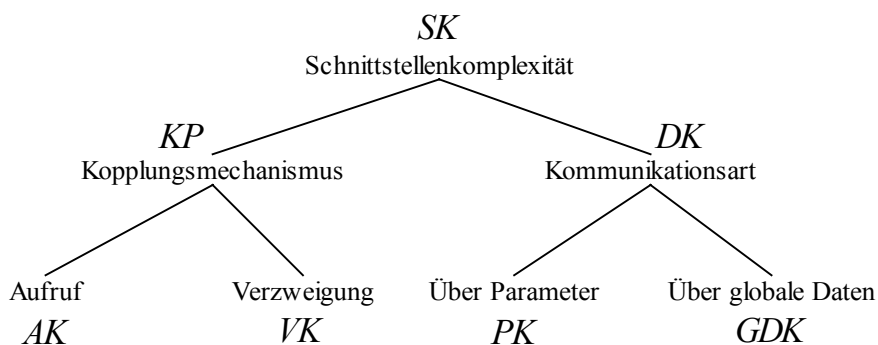 SK
Schnittstellenkomplexität
KP DK
Kopplungsmechanismus Kommunikationsart
Aufruf Verzweigung Über Parameter Über globale Daten
AK VK PK GDK